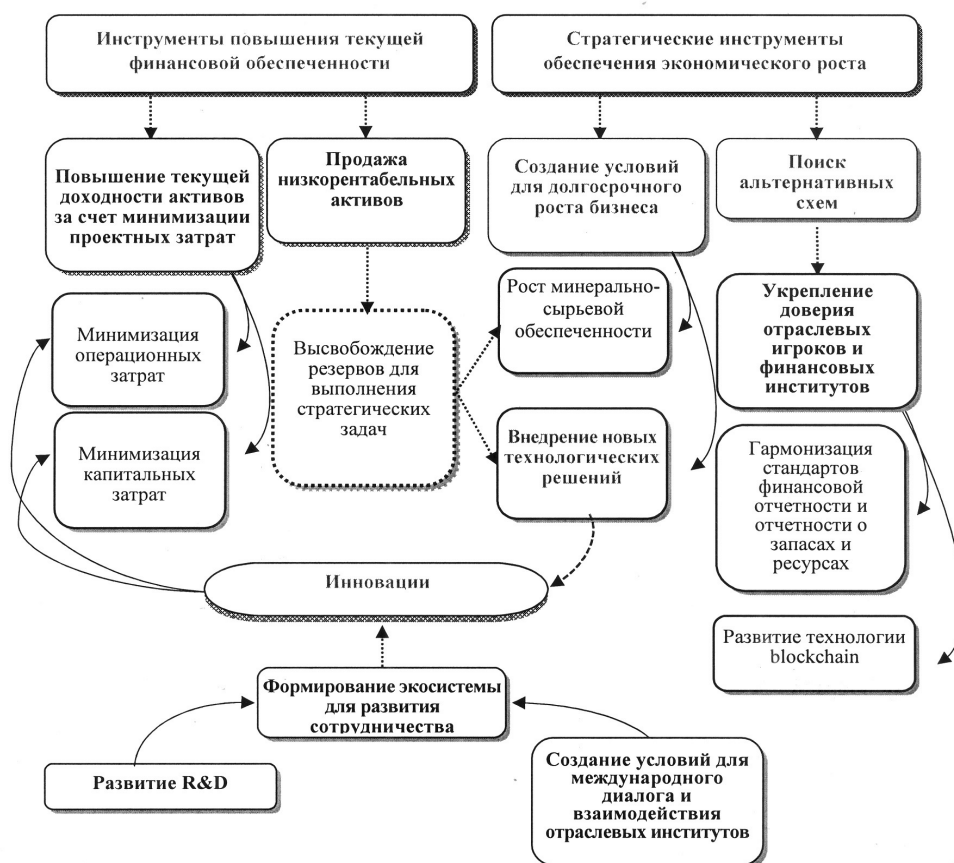 Инструменты повышения текущей
финансовой обеспеченности
Стратегические инструменты
обеспечения экономического роста
Повышение текущей
доходности активов
за счет минимизации
проектных затрат
Продажа
низкорентабельных
активов
Создание условий
для долгосрочного
роста бизнеса
Поиск
альтернативных
схем
Минимизация
операционных
затрат
Минимизация
капитальных
затрат
Высвобождение
резервов для
выполнения
стратегических
задач
Рост минерально-
сырьевой
обеспеченности
Внедрение новых
технологических
решений
Укрепление
доверия
отраслевых
игроков и
финансовых
институтов
Гармонизация
стандартов
финансовой
отчетности и
отчетности о
запасах и
ресурсах
Развитие технологии
blockchain
Инновации
Формирование экосистемы
для развития
сотрудничества
Развитие R&D
Создание условий для
международного
диалога и
взаимодействия
отраслевых институтов